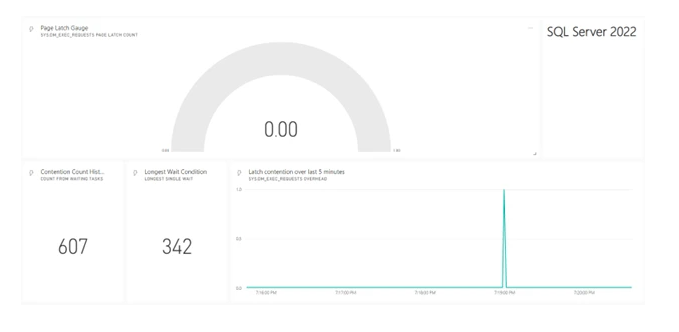 Page Latch Gauge
SYS.DM_EXEC_REQUESTS PAGE LATCH COUNT
...
SQL Server 2022
0.00
0.00
1.00
Contention Count Hist...
COUNT FROM WAITING TASKS
607
Longest Wait Condition
LONGEST SINGLE WAIT
342
Latch contention over last 5 minutes
SYS.DM_EXEC_REQUESTS OVERHEAD
1.0
0.0
7:16:00 PM
7:17:00 PM
7:18:00 PM
7:19:00 PM
7:20:00 PM